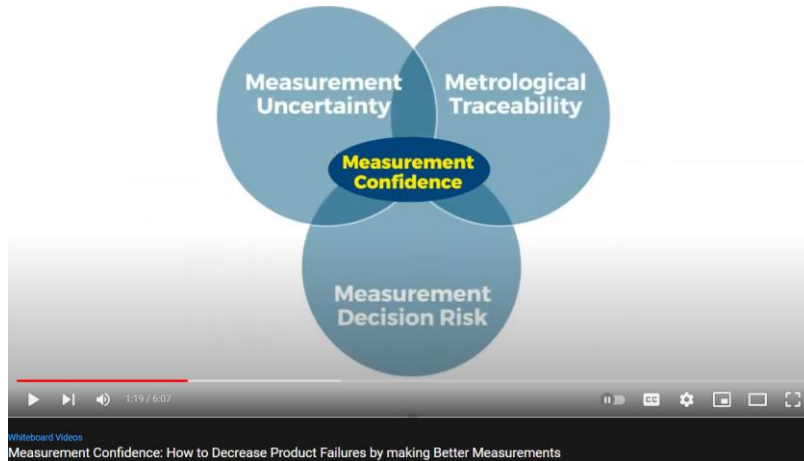 Measurement
Uncertainty
Metrological
Traceability
Measurement
Confidence
Measurement
Decision Risk
1:19 / 6:07
CC
Whiteboard Videos
Measurement Confidence: How to Decrease Product Failures by making Better Measurements